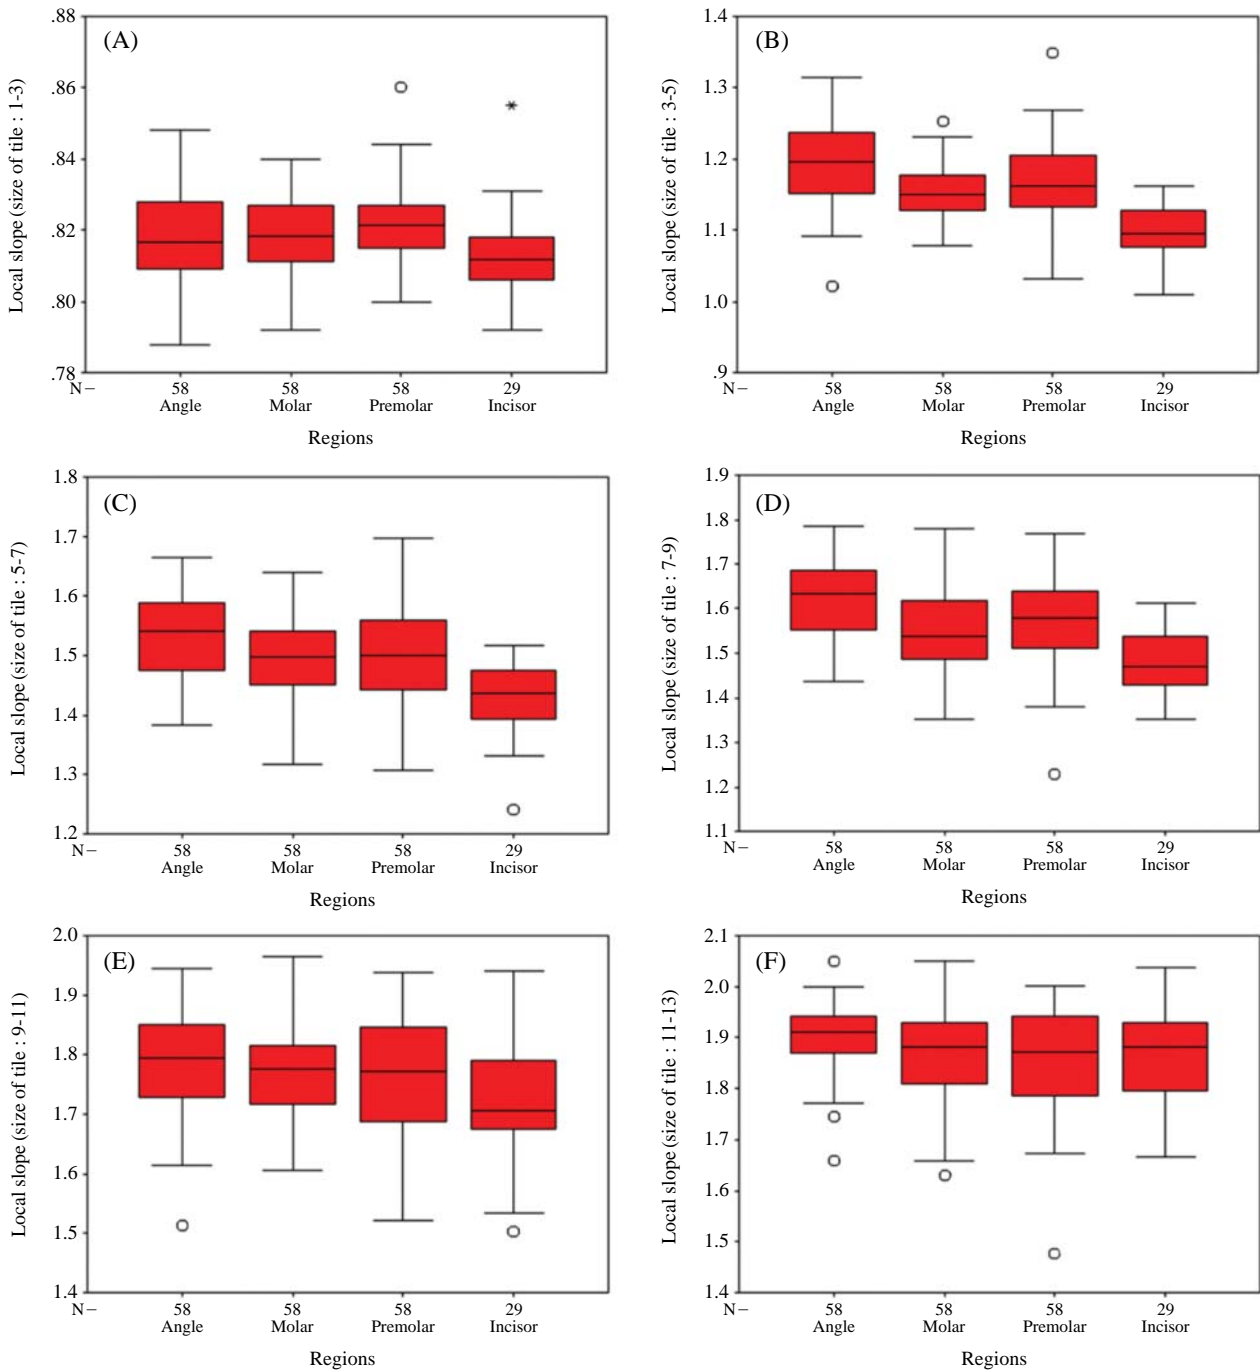 (A)
Local slope (size of tile : 1-3)
.88
.86
.84
.82
.80
.78
N– 58 58 58 29
Angle Molar Premolar Incisor
Regions
(B)
Local slope (size of tile : 3-5)
1.4
1.3
1.2
1.1
1.0
.9
N– 58 58 58 29
Angle Molar Premolar Incisor
Regions
(C)
Local slope (size of tile : 5-7)
1.8
1.7
1.6
1.5
1.4
1.3
1.2
N– 58 58 58 29
Angle Molar Premolar Incisor
Regions
(D)
Local slope (size of tile : 7-9)
1.9
1.8
1.7
1.6
1.5
1.4
1.3
1.2
1.1
N– 58 58 58 29
Angle Molar Premolar Incisor
Regions
(E)
Local slope (size of tile : 9-11)
2.0
1.9
1.8
1.7
1.6
1.5
1.4
N– 58 58 58 29
Angle Molar Premolar Incisor
Regions
(F)
Local slope (size of tile : 11-13)
2.1
2.0
1.9
1.8
1.7
1.6
1.5
1.4
N– 58 58 58 29
Angle Molar Premolar Incisor
Regions